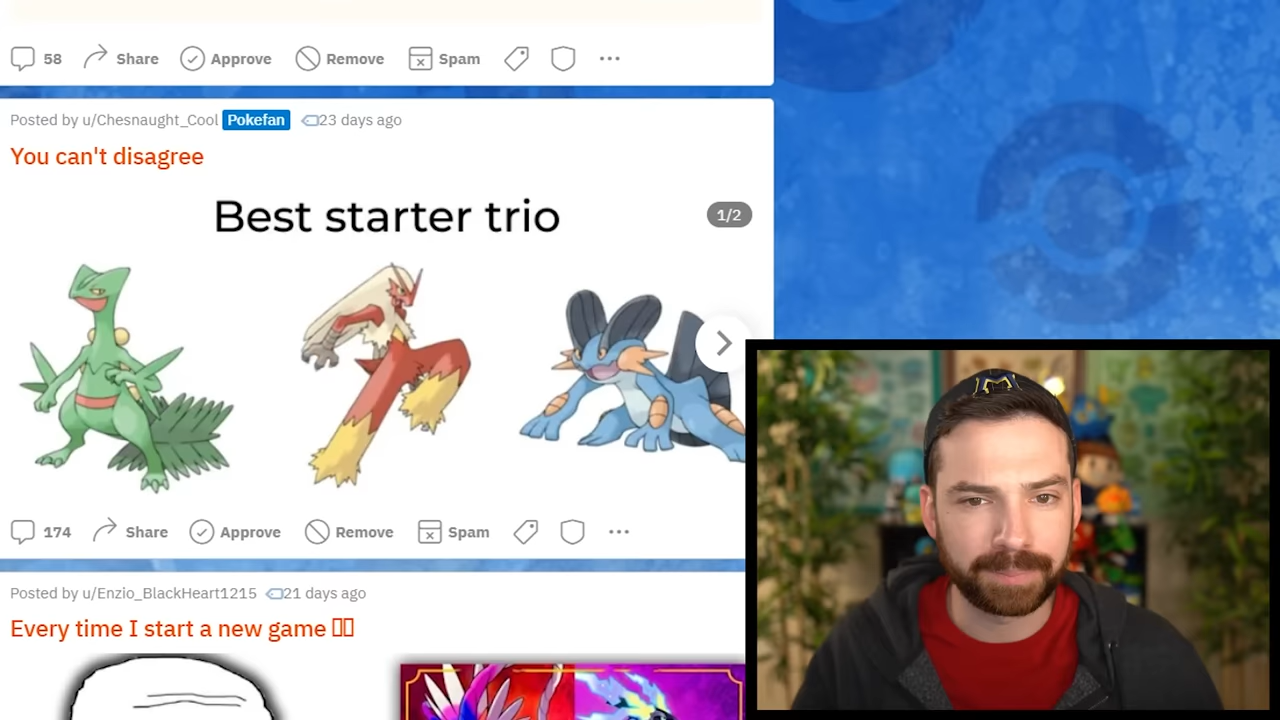 58 Share Approve Remove Spam
Posted by u/Chesnaught_Cool Pokefan 23 days ago
You can't disagree
Best starter trio
1/2
174 Share Approve Remove Spam
Posted by u/Enzio_BlackHeart1215 21 days ago
Every time I start a new game
M